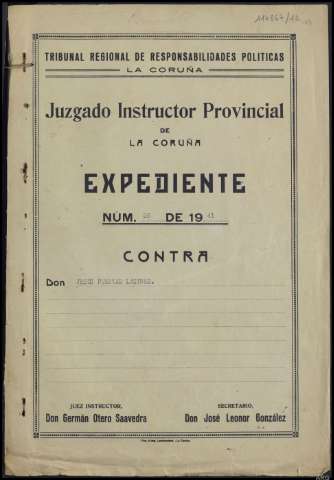 TRIBUNAL REGIONAL DE RESPONSABILIDADES POLITICAS
LA CORUÑA
Juzgado Instructor Provincial
DE
LA CORUÑA
EXPEDIENTE
NÚM. DE 1941
CONTRA
Don
JUEZ INSTRUCTOR,
Don Germán Otero Saavedra
SECRETARIO,
Don José Leonor González